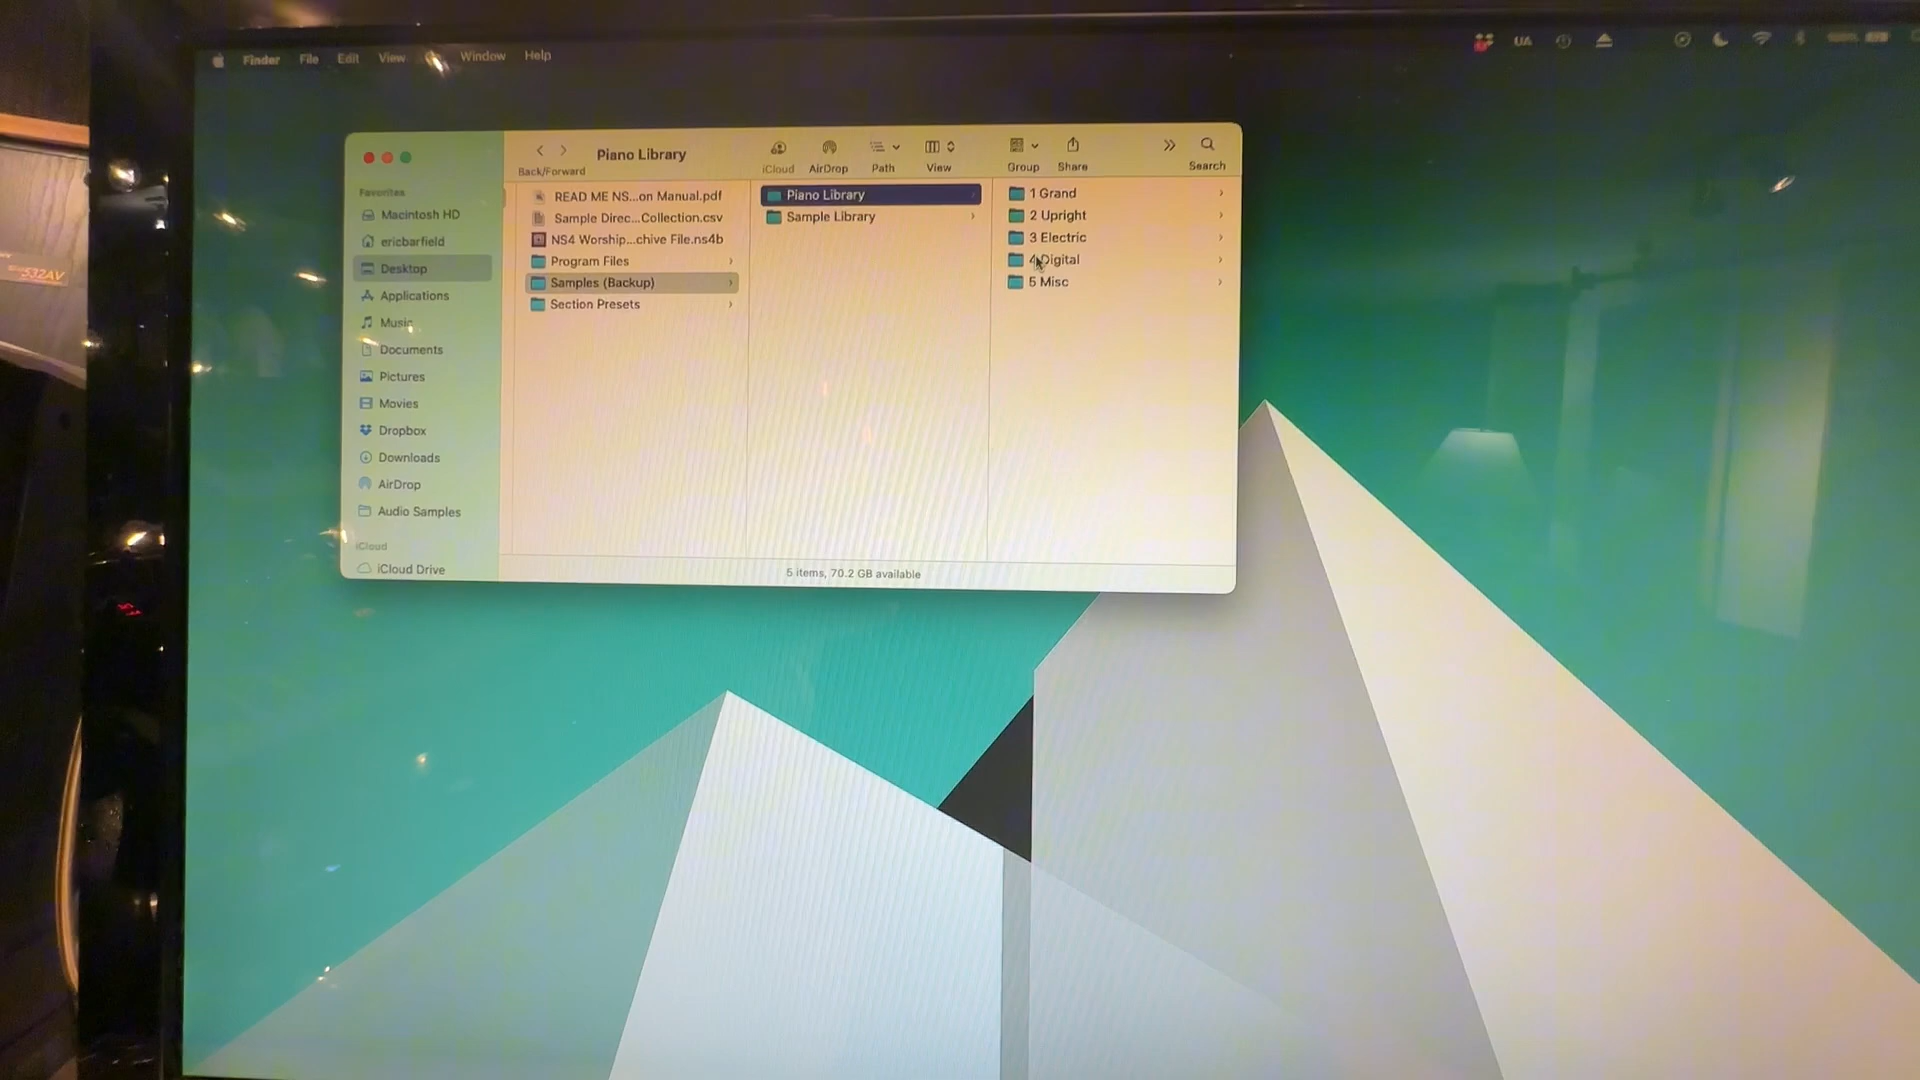 Finder File Edit View Window Help
UA
Piano Library
Back/Forward
iCloud AirDrop Path View Group Share Search
Favorites
Macintosh HD
ericbarfield
Desktop
Applications
Music
Documents
Pictures
Movies
Dropbox
Downloads
AirDrop
Audio Samples
iCloud
iCloud Drive
READ ME NS...on Manual.pdf
Sample Direc...Collection.csv
NS4 Worship...chive File.ns4b
Program Files
Samples (Backup)
Section Presets
Piano Library
Sample Library
1 Grand
2 Upright
3 Electric
4 Digital
5 Misc
5 items, 70.2 GB available
532AV